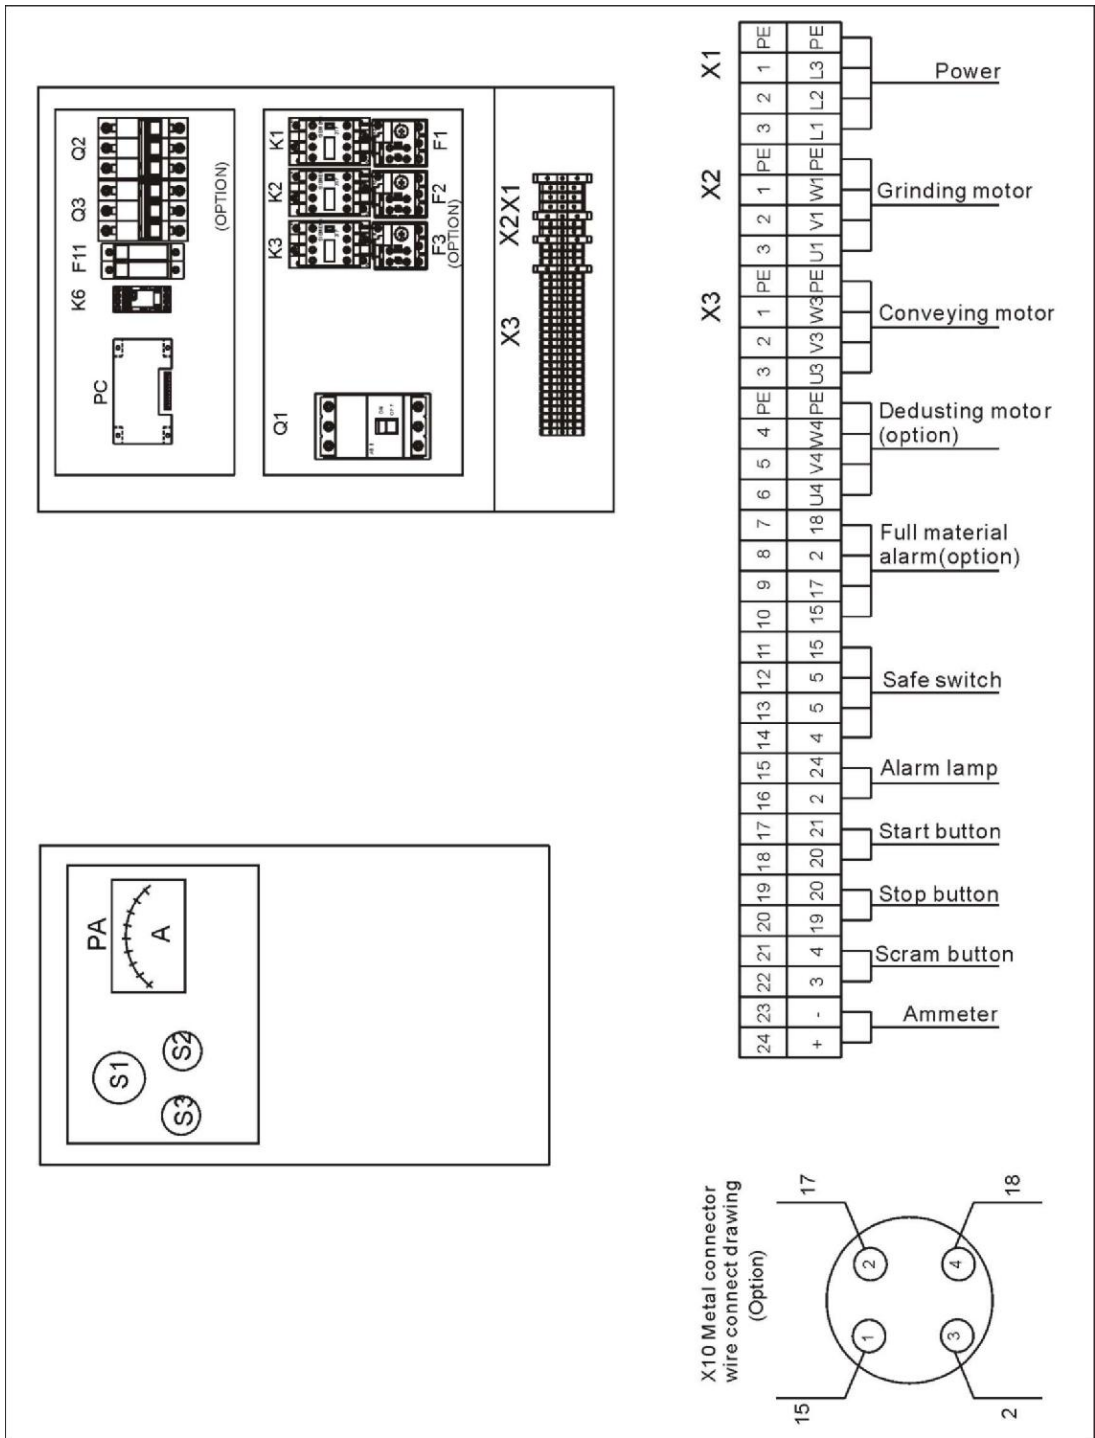 Q2
Q3
F11
K6
PC
(OPTION)
K1
K2
K3
F1
F2
F3
(OPTION)
Q1
X2X1
X3
PA
A
S1
S2
S3
X1
PE PE
1 L3
2 L2
3 L1
Power
X2
PE PE
1 W1
2 V1
3 U1
Grinding motor
X3
PE PE
1 W3
2 V3
3 U3
Conveying motor
PE PE
4 W4
5 V4
6 U4
Dedusting motor
(option)
7 18
8 2
9 17
10 15
Full material
alarm(option)
11 15
12 5
13 5
14 4
Safe switch
15 24
16 2
Alarm lamp
17 21
18 20
Start button
19 20
20 19
Stop button
21 4
22 3
Scram button
23 -
24 +
Ammeter
X10 Metal connector
wire connect drawing
(Option)
17
18
2
4
1
3
15
2